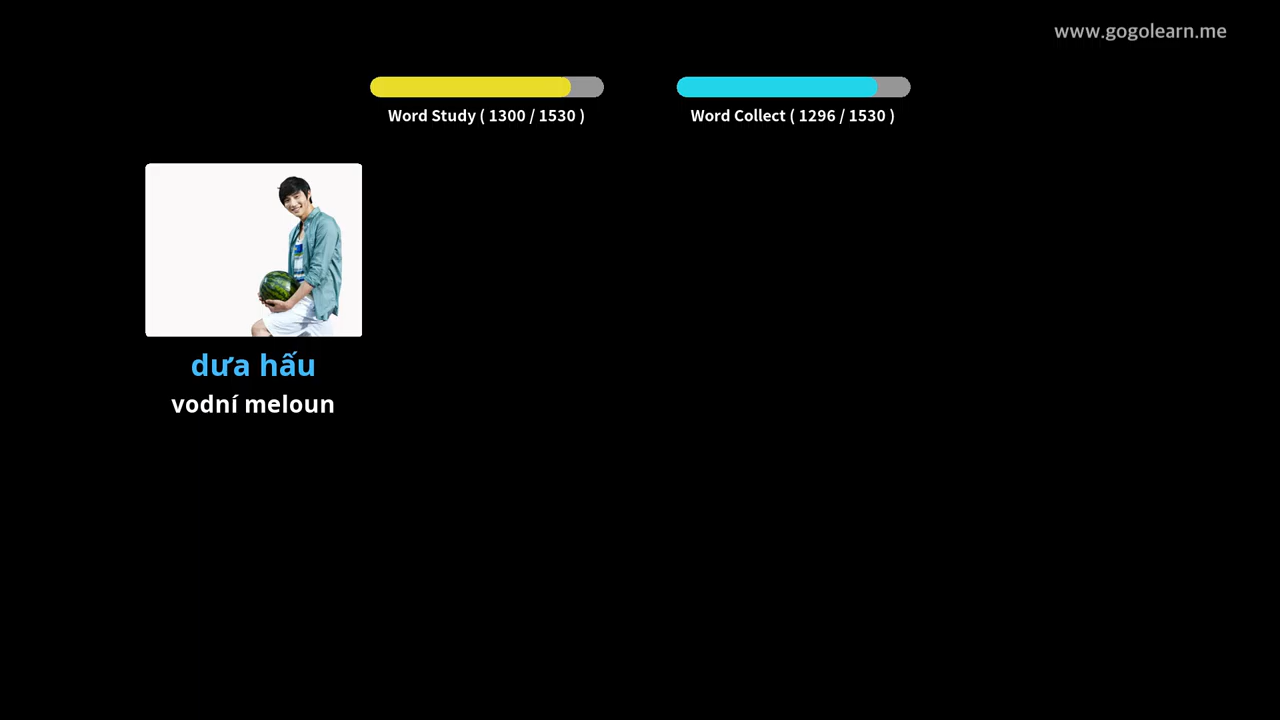 www.gogolearn.me
Word Study ( 1300 / 1530 )
Word Collect ( 1296 / 1530 )
dưa hấu
vodní meloun